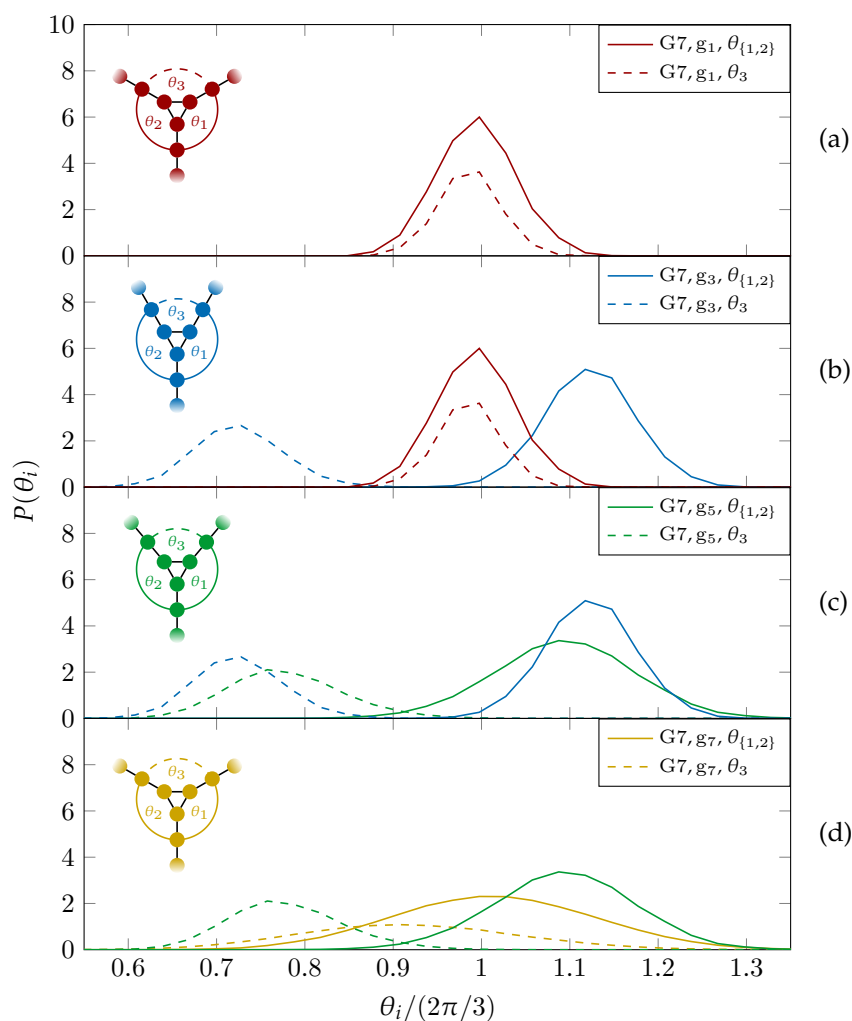 10
8
6
4
2
0
θ₃
θ₂ θ₁
G7, g₁, θ{1,2}
G7, g₁, θ₃
(a)
8
6
4
2
0
θ₃
θ₂ θ₁
G7, g₃, θ{1,2}
G7, g₃, θ₃
(b)
P(θᵢ)
8
6
4
2
0
θ₃
θ₂ θ₁
G7, g₅, θ{1,2}
G7, g₅, θ₃
(c)
8
6
4
2
0
θ₃
θ₂ θ₁
G7, g₇, θ{1,2}
G7, g₇, θ₃
(d)
0.6 0.7 0.8 0.9 1 1.1 1.2 1.3
θᵢ/(2π/3)